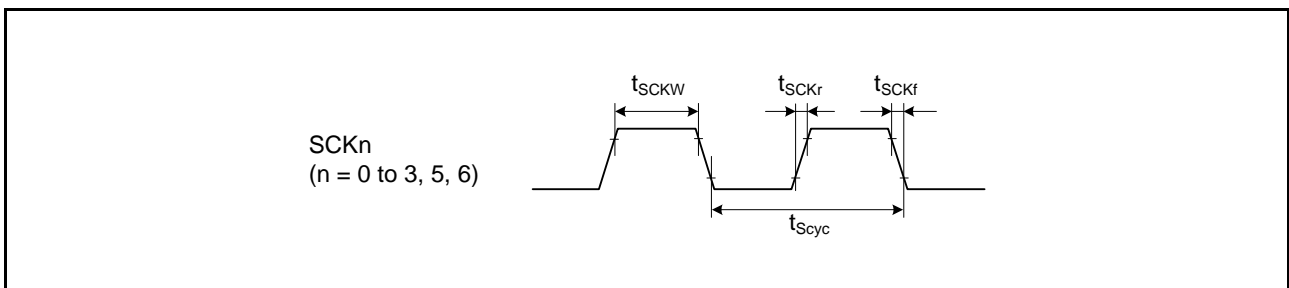 tSCKW
tSCKr
tSCKf
SCKn
(n = 0 to 3, 5, 6)
tScyc